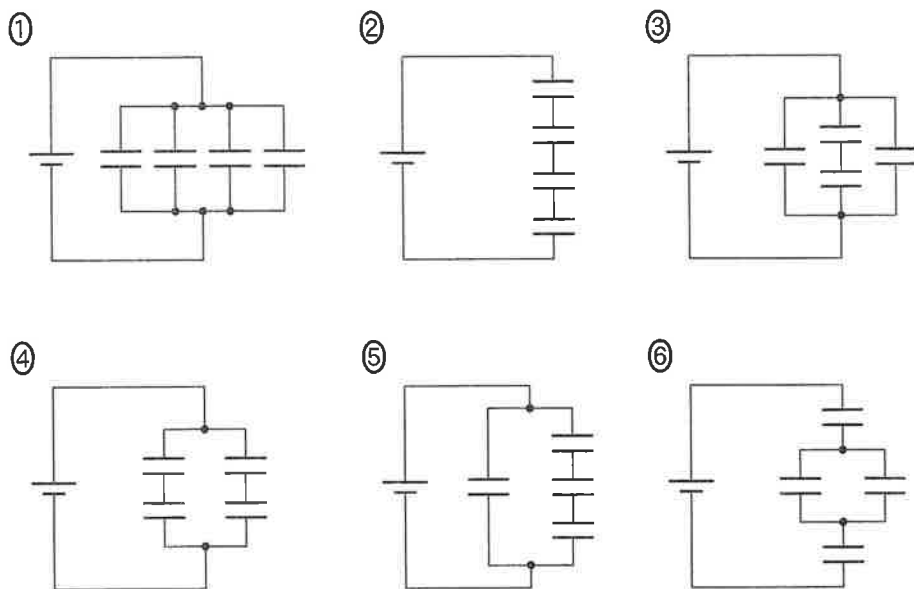 ① ② ③
④ ⑤ ⑥